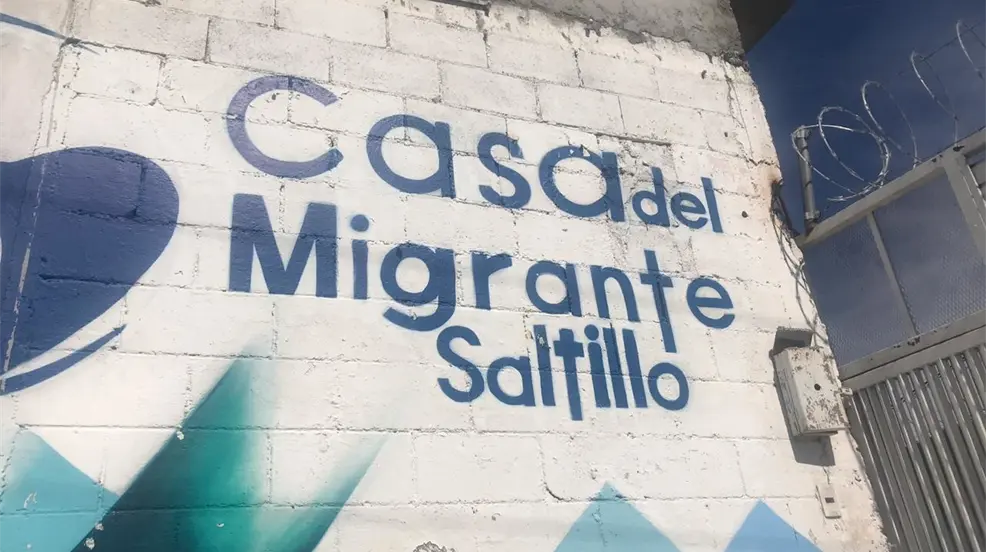 Casa del
Migrante
Saltillo